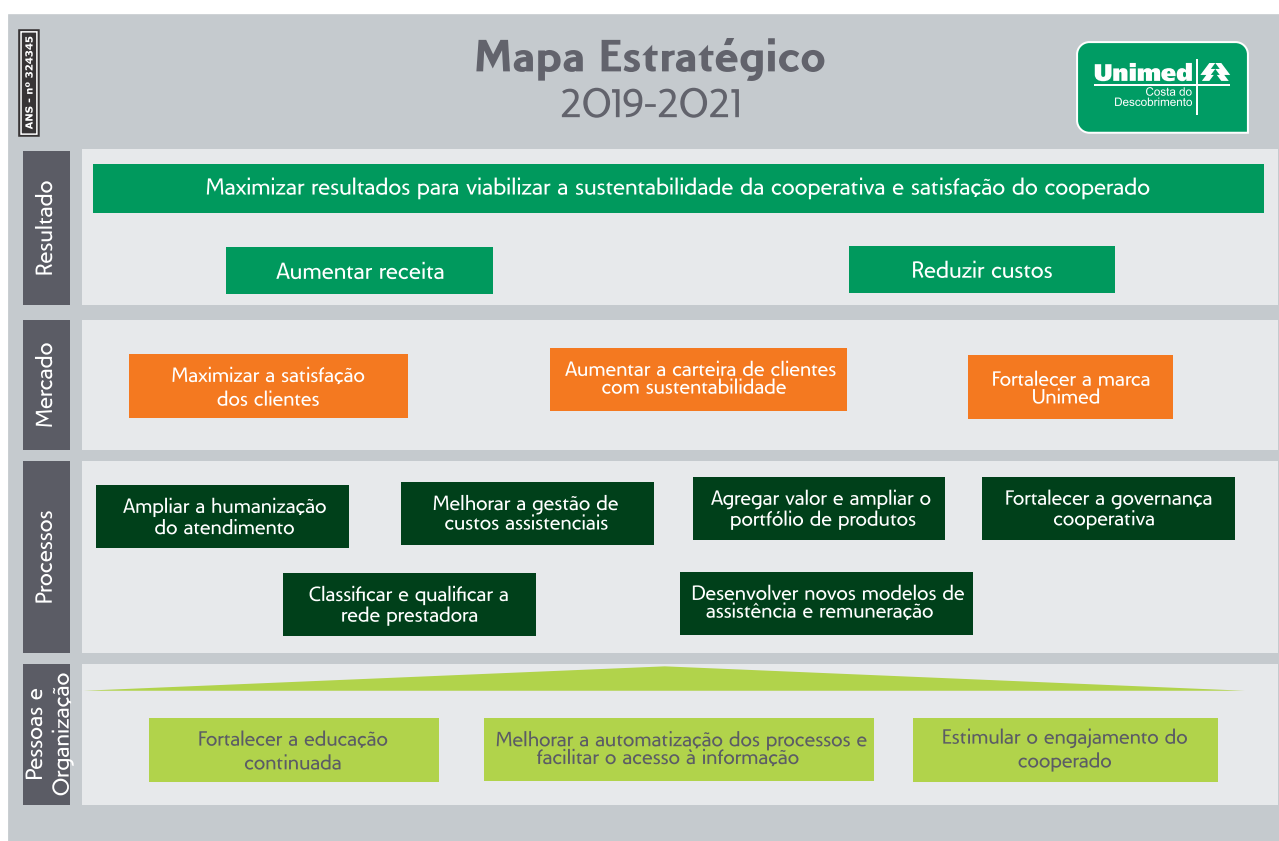 ANS - nº 324345
Mapa Estratégico
2019-2021
Unimed
Costa do
Descobrimento
Resultado
Maximizar resultados para viabilizar a sustentabilidade da cooperativa e satisfação do cooperado
Aumentar receita
Reduzir custos
Mercado
Maximizar a satisfação
dos clientes
Aumentar a carteira de clientes
com sustentabilidade
Fortalecer a marca
Unimed
Processos
Ampliar a humanização
do atendimento
Melhorar a gestão de
custos assistenciais
Agregar valor e ampliar o
portfólio de produtos
Fortalecer a governança
cooperativa
Classificar e qualificar a
rede prestadora
Desenvolver novos modelos de
assistência e remuneração
Pessoas e
Organização
Fortalecer a educação
continuada
Melhorar a automatização dos processos e
facilitar o acesso à informação
Estimular o engajamento do
cooperado